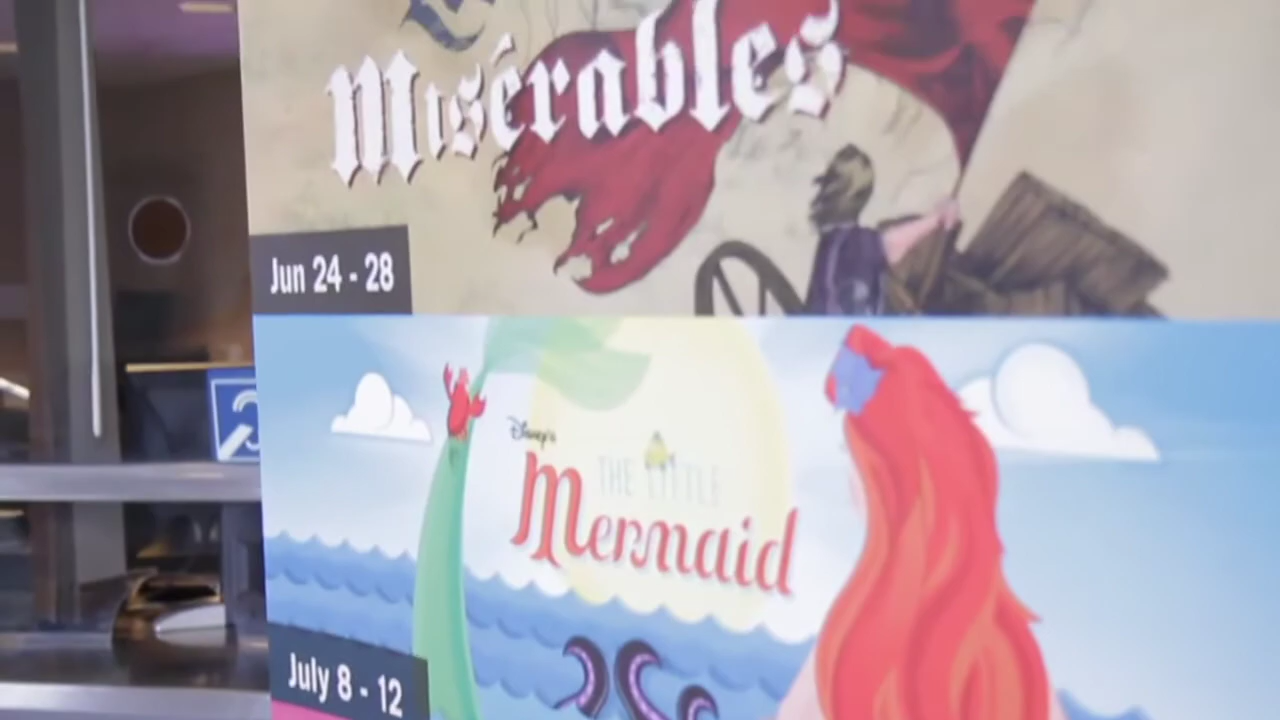 Misérables
Jun 24 - 28
Disney's
THE LITTLE
Mermaid
July 8 - 12